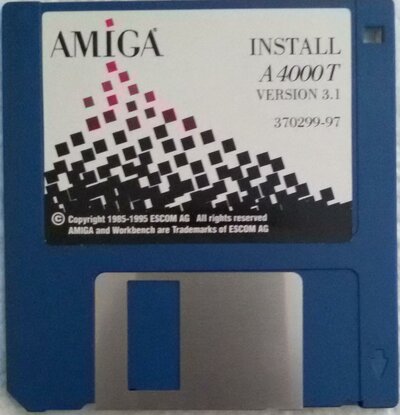 AMIGA
INSTALL
A4000T
VERSION 3.1
370299-97
© Copyright 1985-1995 ESCOM AG All rights reserved
AMIGA and Workbench are Trademarks of ESCOM AG